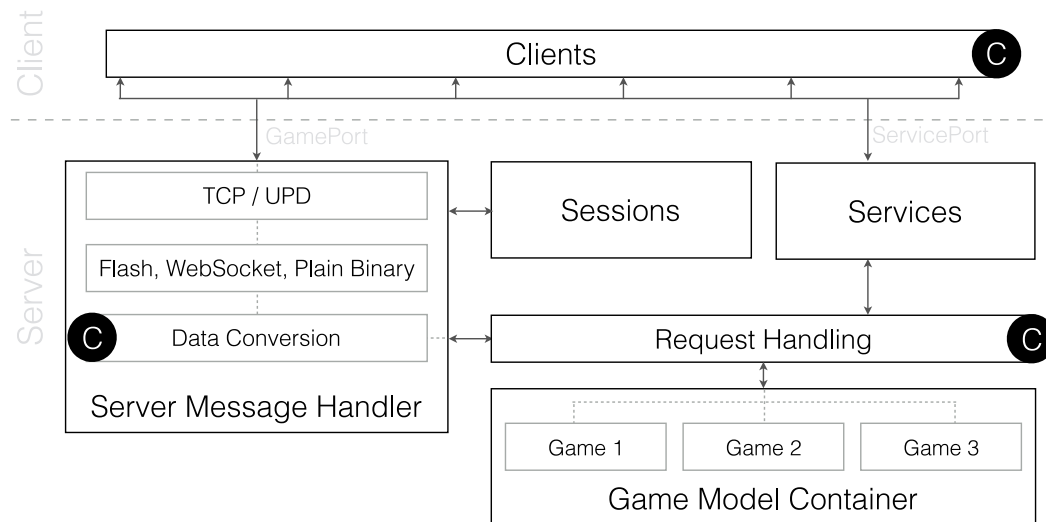 Client
Clients
C
GamePort
ServicePort
Server
TCP / UPD
Flash, WebSocket, Plain Binary
C
Data Conversion
Server Message Handler
Sessions
Services
Request Handling
C
Game 1
Game 2
Game 3
Game Model Container